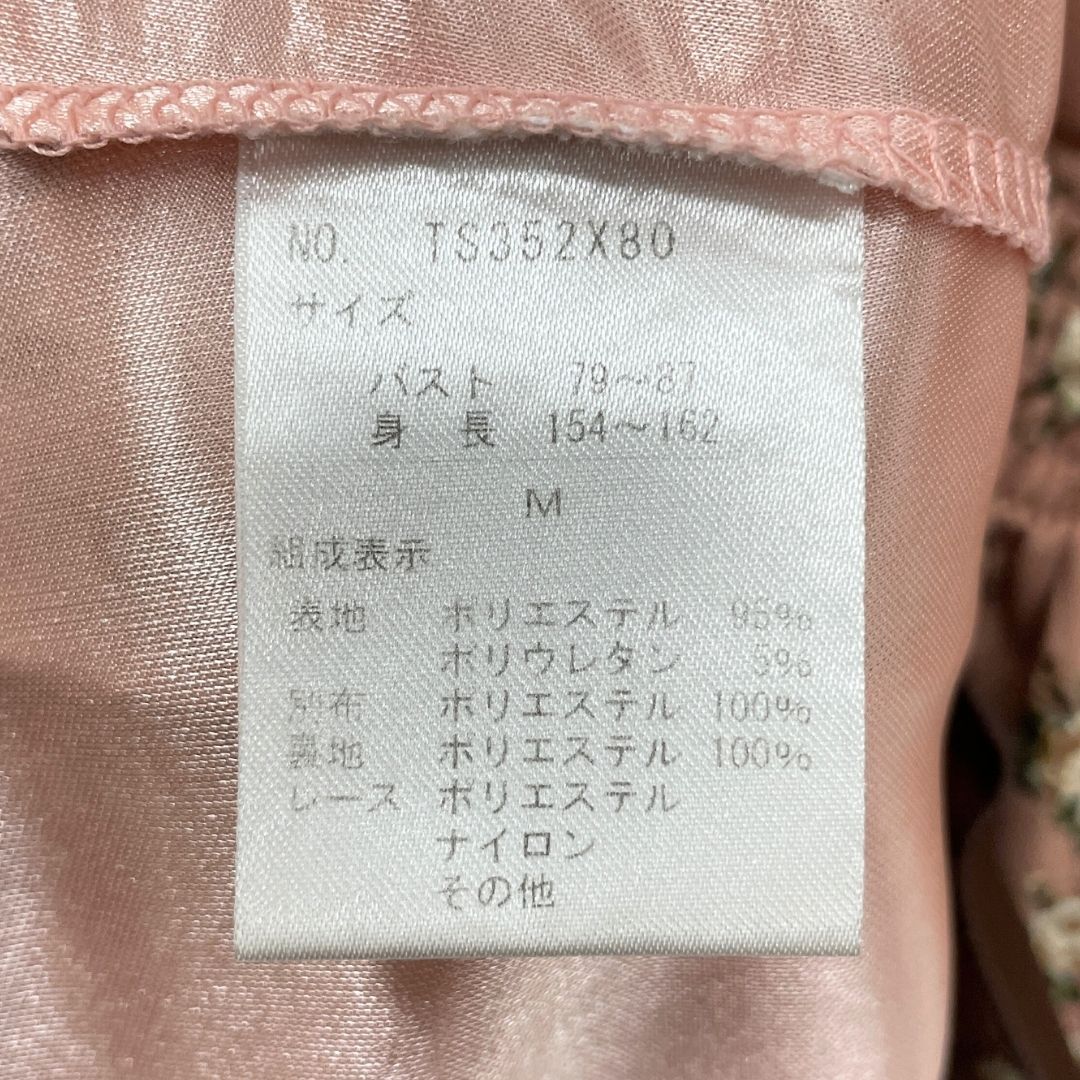 NO. TS352X80
サイズ
バスト 79～87
身 長 154～162
M
組成表示
表地 ポリエステル 95%
ポリウレタン 5%
別布 ポリエステル 100%
裏地 ポリエステル 100%
レース ポリエステル
ナイロン
その他